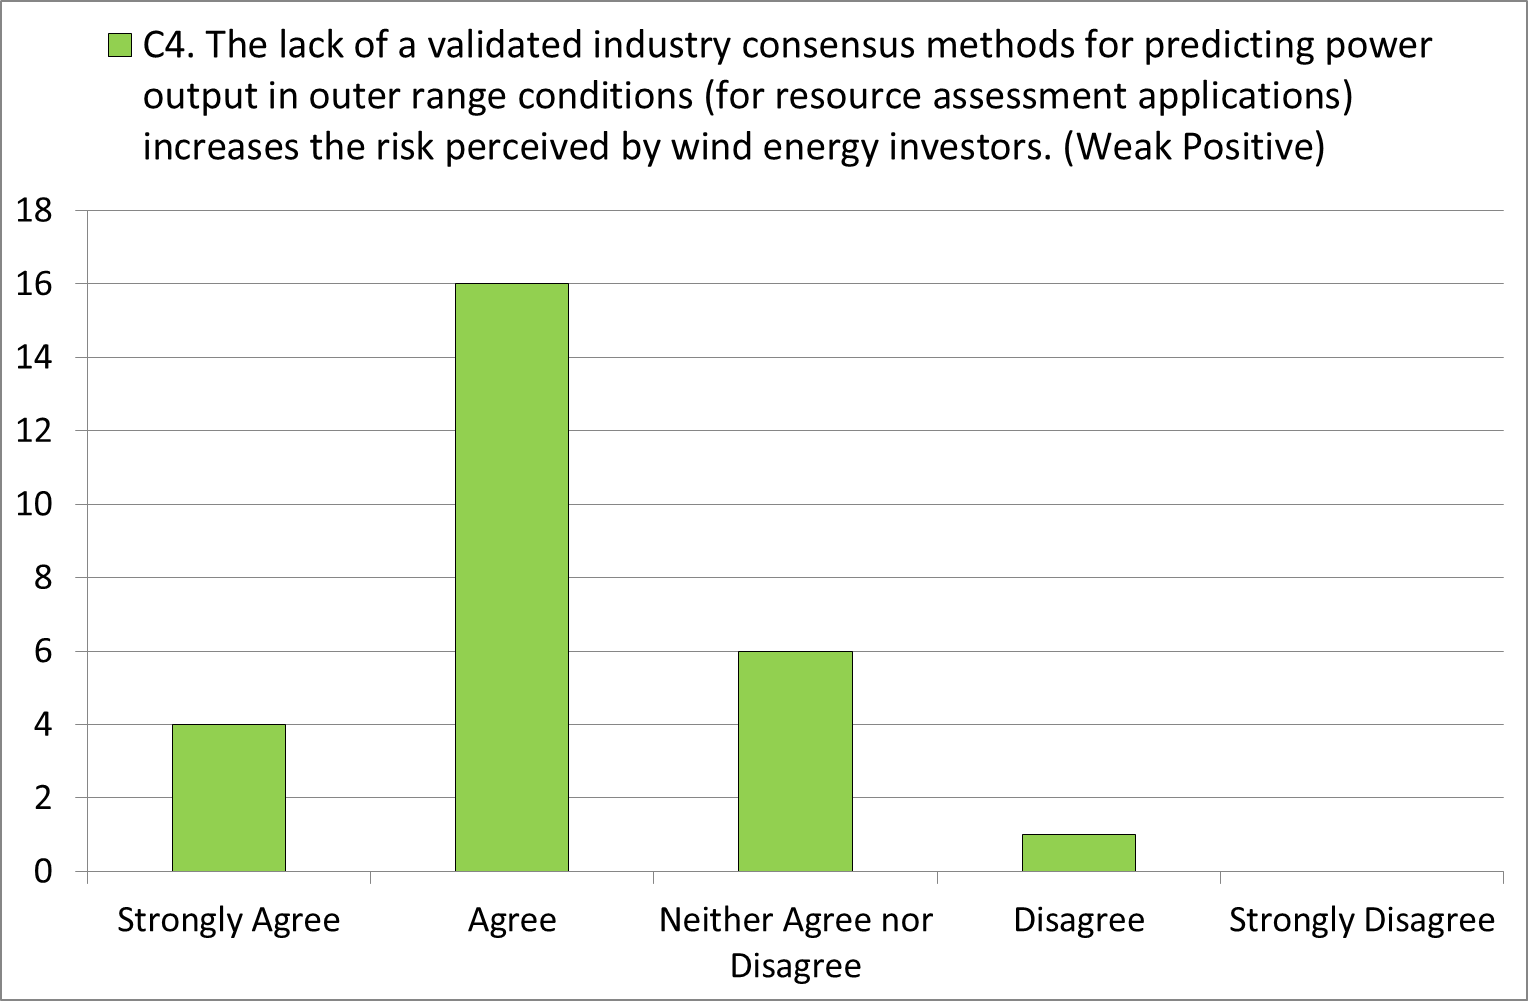 C4. The lack of a validated industry consensus methods for predicting power
output in outer range conditions (for resource assessment applications)
increases the risk perceived by wind energy investors. (Weak Positive)
18
16
14
12
10
8
6
4
2
0
Strongly Agree
Agree
Neither Agree nor
Disagree
Disagree
Strongly Disagree